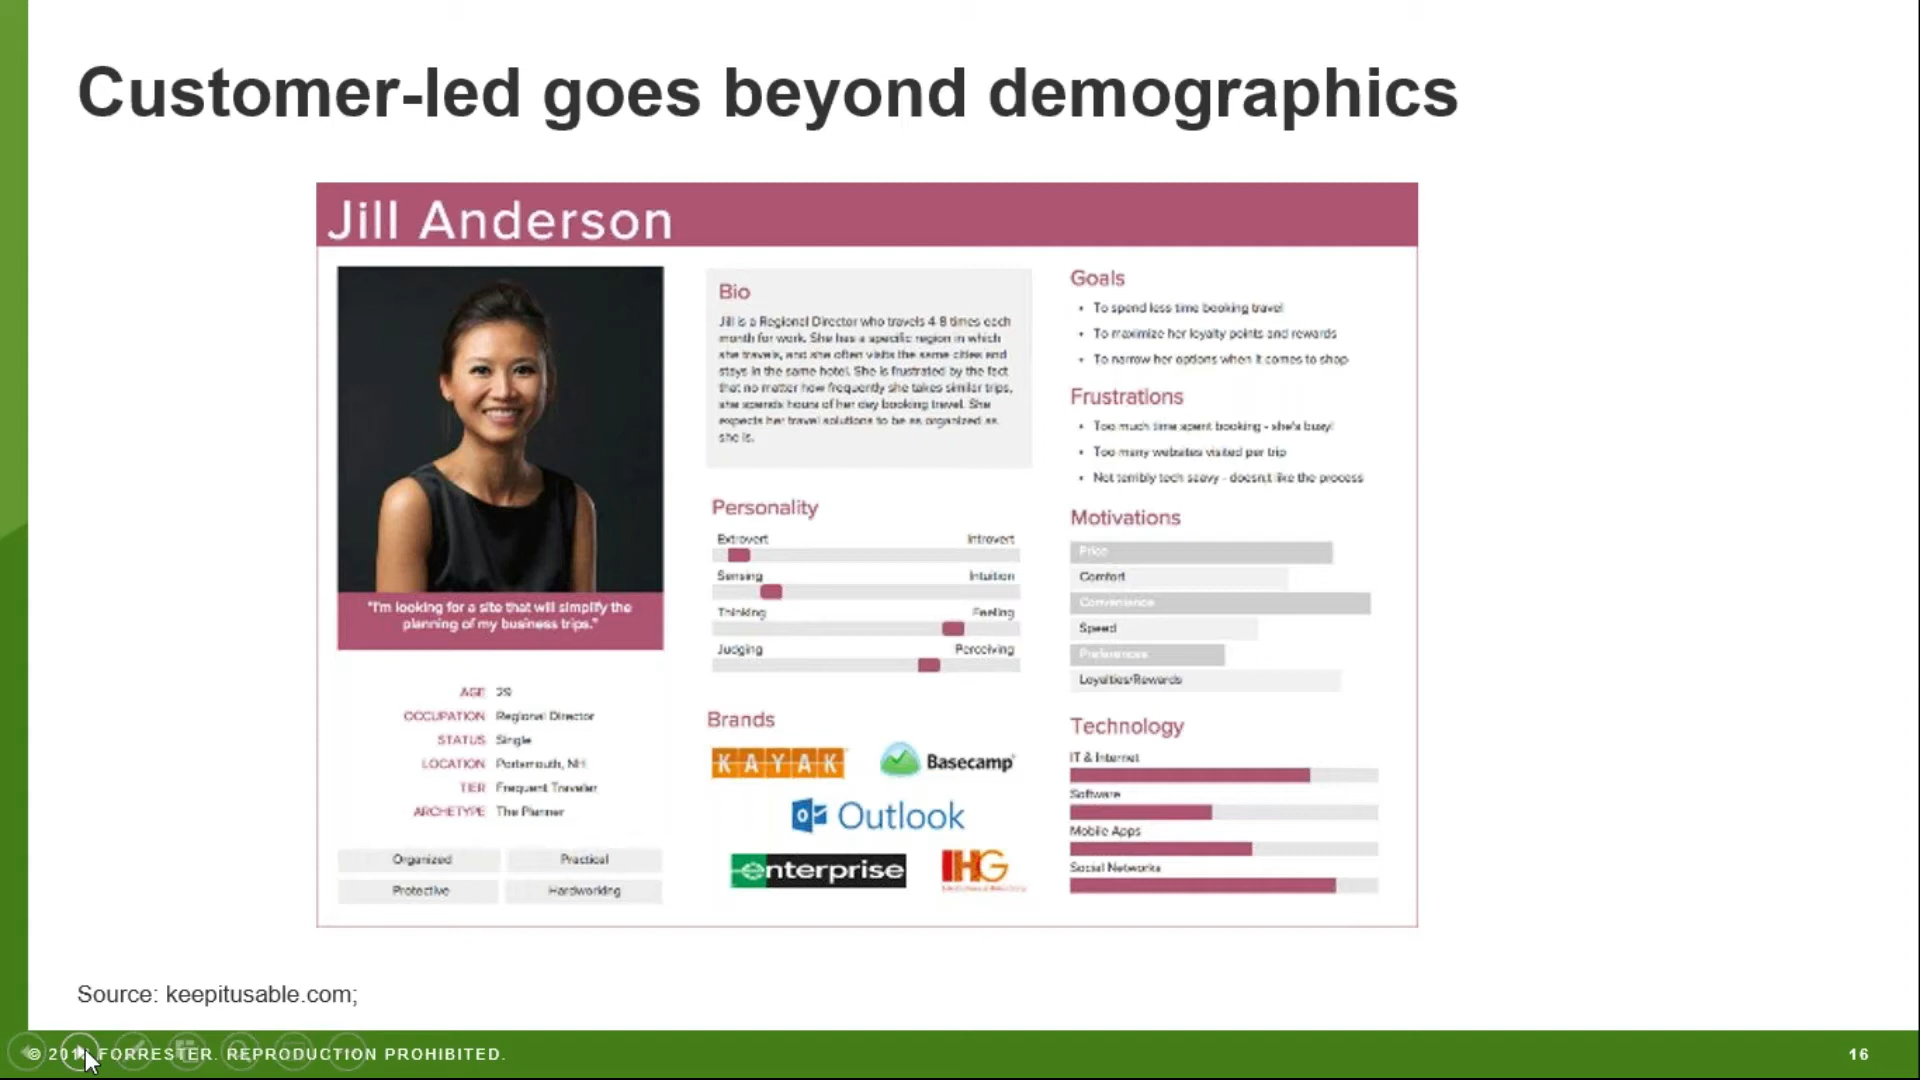 Customer-led goes beyond demographics
Jill Anderson
"I'm looking for a site that will simplify the
planning of my business trips."
AGE 29
OCCUPATION Regional Director
STATUS Single
LOCATION Portsmouth, NH
TIER Frequent Traveler
ARCHETYPE The Planner
Organized Practical
Protective Hardworking
Bio
Jill is a Regional Director who travels 4-8 times each
month for work. She has a specific region in which
she travels, and she often visits the same cities and
stays in the same hotel. She is frustrated by the fact
that no matter how frequently she takes similar trips,
she spends hours of her day booking travel. She
expects her travel solutions to be as organized as
she is.
Personality
Extrovert Introvert
Sensing Intuition
Thinking Feeling
Judging Perceiving
Brands
KAYAK Basecamp
Outlook
enterprise IHG
Goals
• To spend less time booking travel
• To maximize her loyalty points and rewards
• To narrow her options when it comes to shop
Frustrations
• Too much time spent booking - she's busy!
• Too many websites visited per trip
• Not terribly tech savvy - doesn't like the process
Motivations
Price
Comfort
Convenience
Speed
Preferences
Loyalties/Rewards
Technology
IT & Internet
Software
Mobile Apps
Social Networks
Source: keepitusable.com;
FORRESTER. REPRODUCTION PROHIBITED.
16